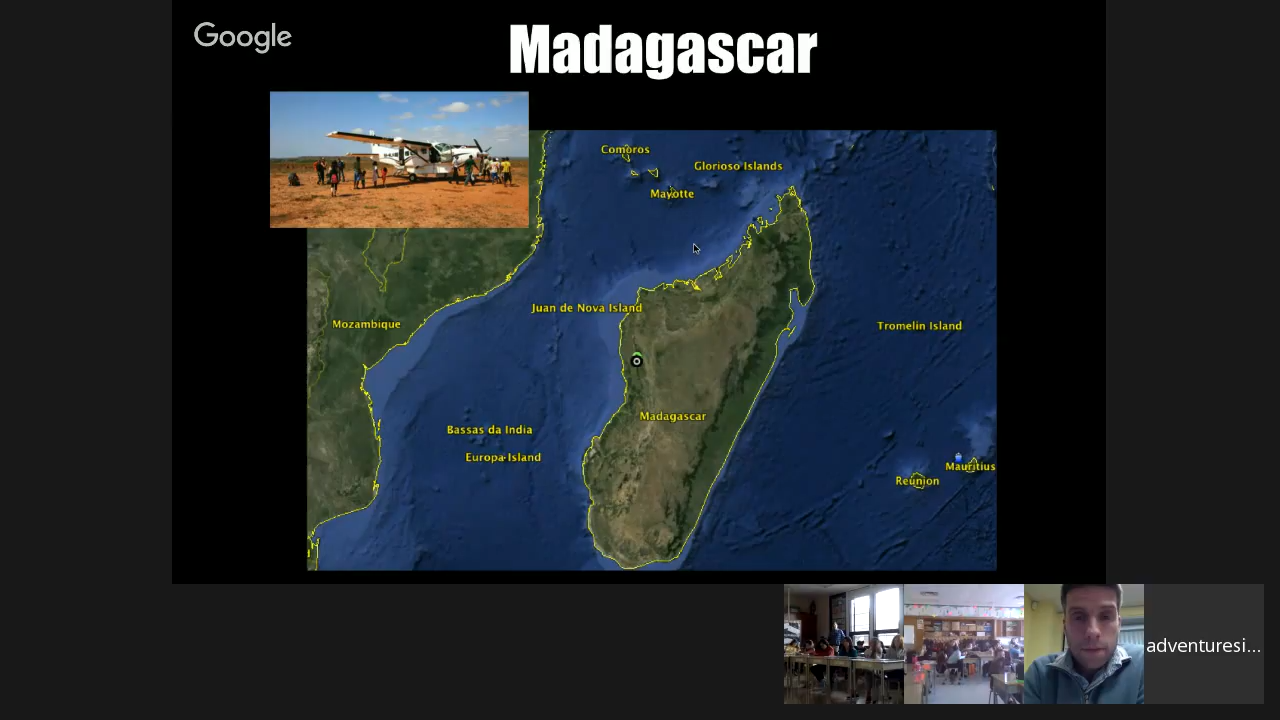 Google
Madagascar
Comoros
Glorioso Islands
Mayotte
Juan de Nova Island
Mozambique
Tromelin Island
Madagascar
Bassas da India
Europa Island
Mauritius
Reunion
adventuresi...